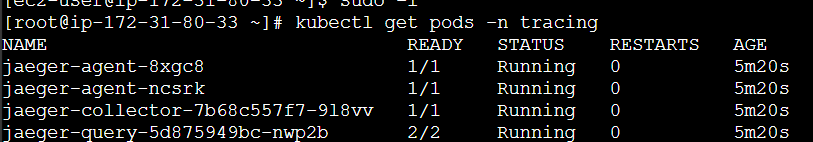 [ec2-user@ip-172-31-80-33 ~]$ sudo -i
[root@ip-172-31-80-33 ~]# kubectl get pods -n tracing
NAME READY STATUS RESTARTS AGE
jaeger-agent-8xgc8 1/1 Running 0 5m20s
jaeger-agent-ncsrk 1/1 Running 0 5m20s
jaeger-collector-7b68c557f7-9l8vv 1/1 Running 0 5m20s
jaeger-query-5d875949bc-nwp2b 2/2 Running 0 5m20s